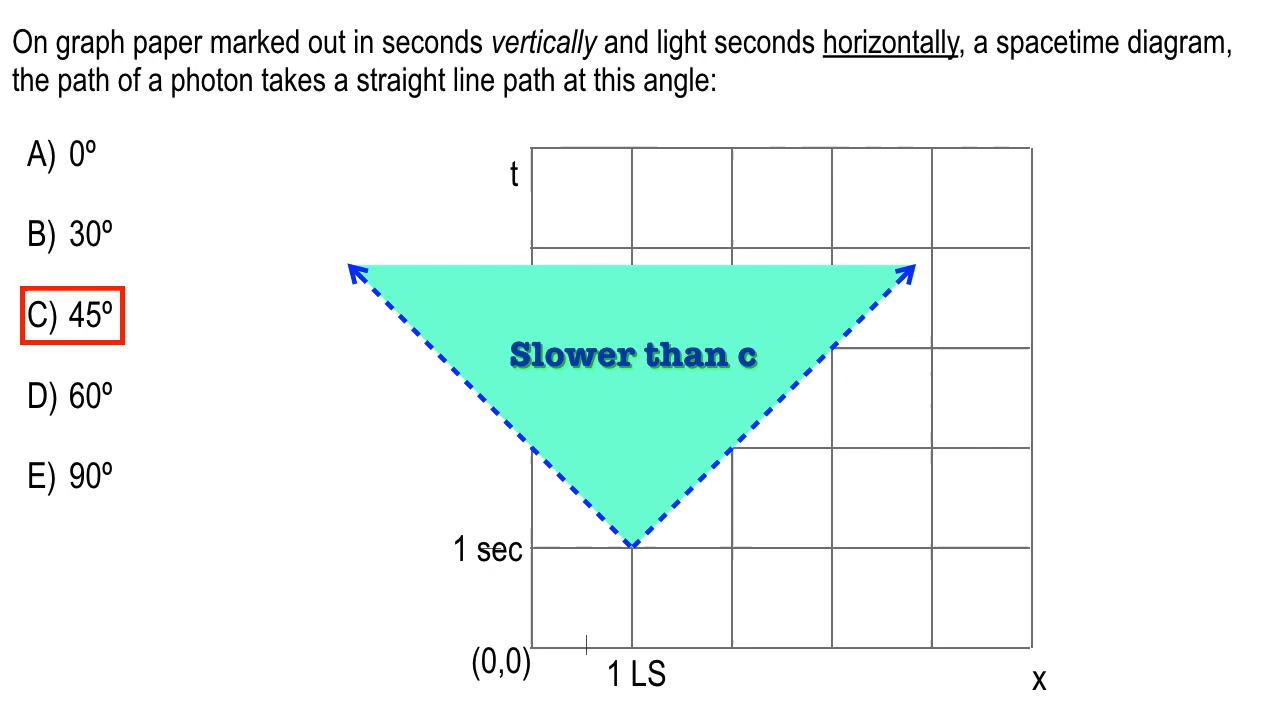 On graph paper marked out in seconds vertically and light seconds horizontally, a spacetime diagram,
the path of a photon takes a straight line path at this angle:
A) 0º
B) 30º
C) 45º
D) 60º
E) 90º
t
Slower than c
1 sec
(0,0)
1 LS
x